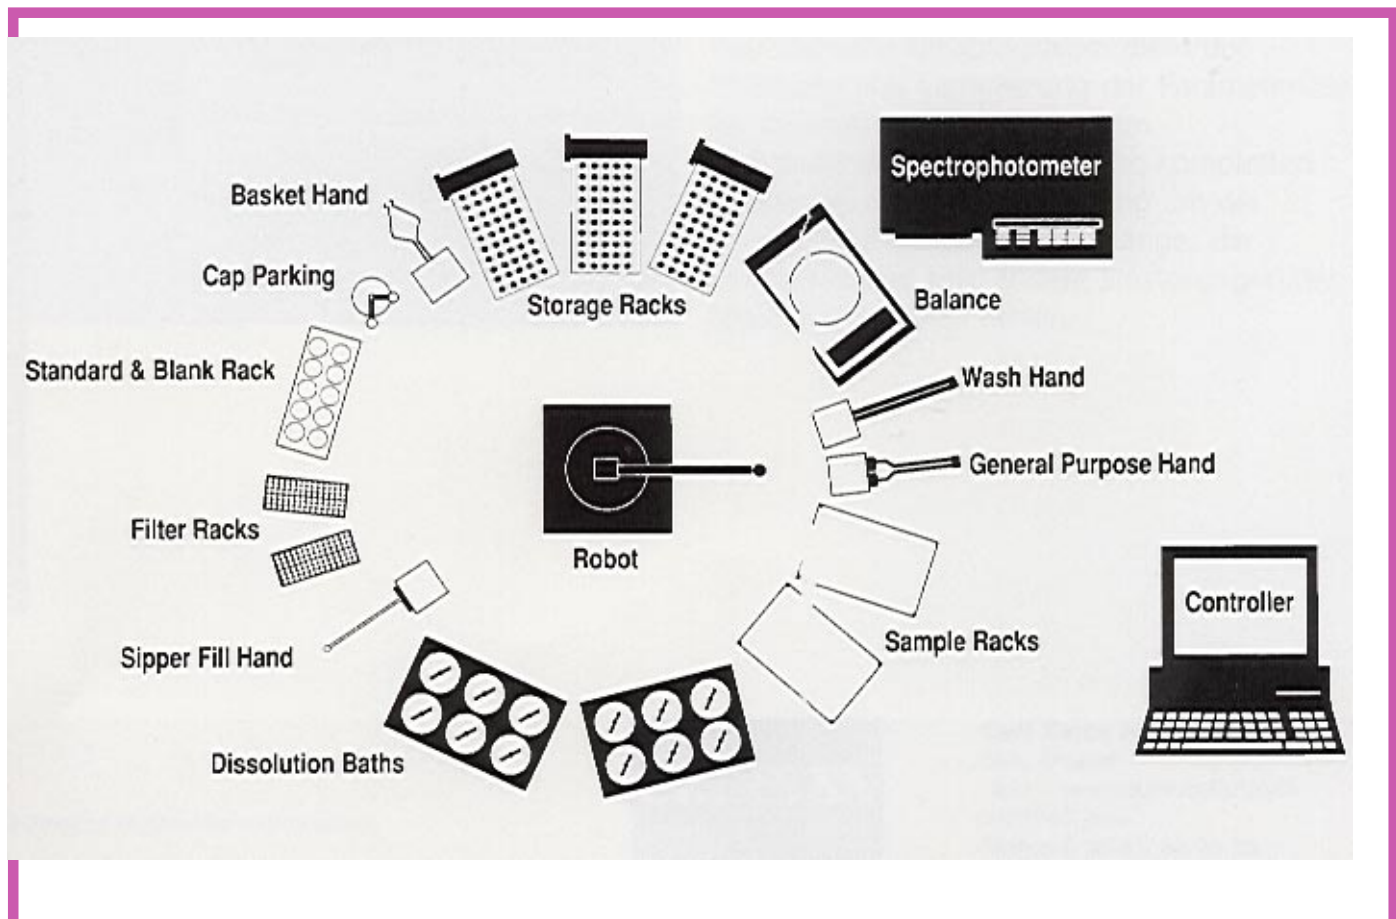 Spectrophotometer
Basket Hand
Cap Parking
Storage Racks
Balance
Standard & Blank Rack
Wash Hand
General Purpose Hand
Filter Racks
Robot
Controller
Sipper Fill Hand
Sample Racks
Dissolution Baths